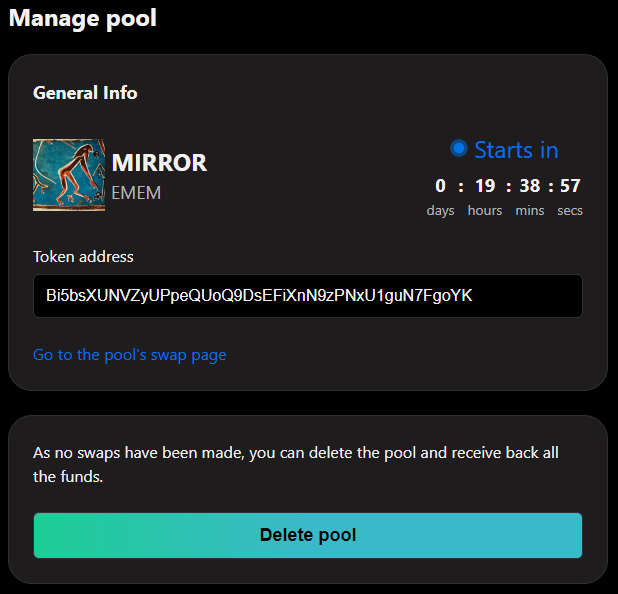 Manage pool
General Info
MIRROR
EMEM
Starts in
0 : 19 : 38 : 57
days hours mins secs
Token address
Bi5bsXUNVZyUPpeQUoQ9DsEFiXnN9zPNxU1guN7FgoYK
Go to the pool's swap page
As no swaps have been made, you can delete the pool and receive back all
the funds.
Delete pool